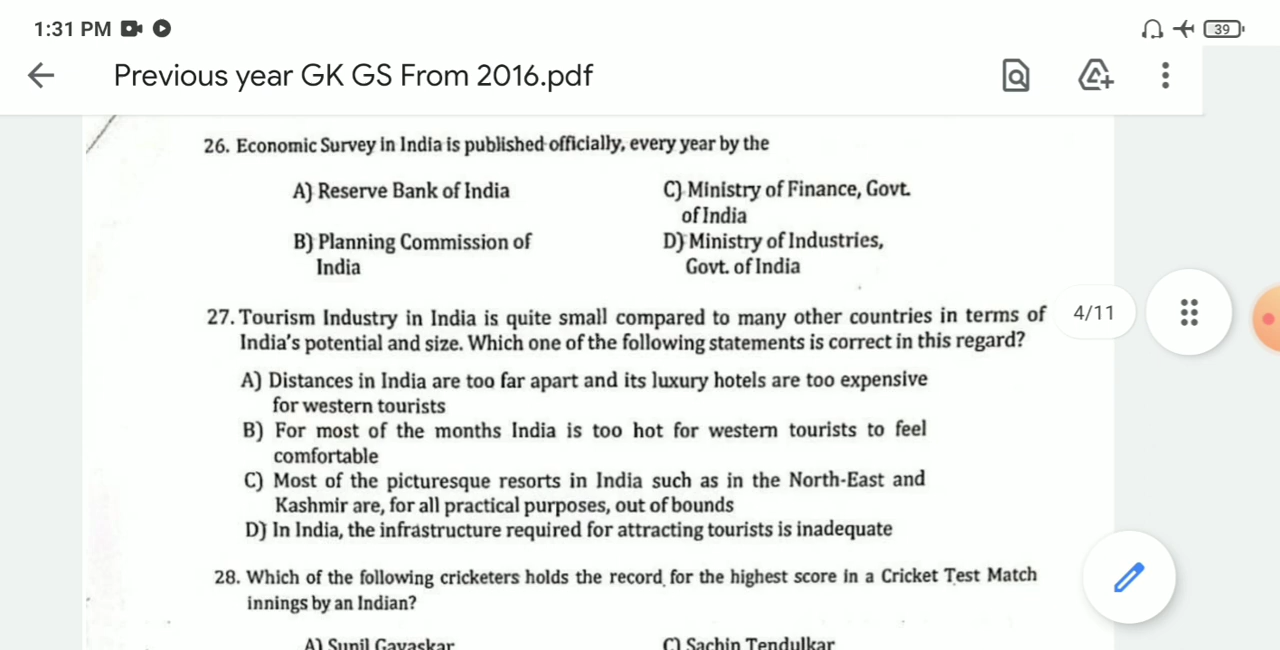 1:31 PM
39
Previous year GK GS From 2016.pdf
26. Economic Survey in India is published officially, every year by the
A) Reserve Bank of India
C) Ministry of Finance, Govt.
of India
B) Planning Commission of
India
D) Ministry of Industries,
Govt. of India
27. Tourism Industry in India is quite small compared to many other countries in terms of
India's potential and size. Which one of the following statements is correct in this regard?
4/11
A) Distances in India are too far apart and its luxury hotels are too expensive
for western tourists
B) For most of the months India is too hot for western tourists to feel
comfortable
C) Most of the picturesque resorts in India such as in the North-East and
Kashmir are, for all practical purposes, out of bounds
D) In India, the infrastructure required for attracting tourists is inadequate
28. Which of the following cricketers holds the record for the highest score in a Cricket Test Match
innings by an Indian?
A) Sunil Gavaskar
C) Sachin Tendulkar